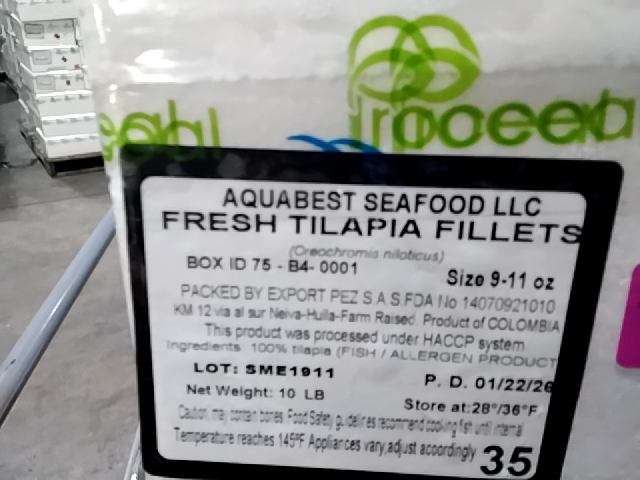 AQUABEST SEAFOOD LLC
FRESH TILAPIA FILLETS
(Oreochromis niloticus)
BOX ID 75 - B4- 0001
Size 9-11 oz
PACKED BY EXPORT PEZ S.A.S.FDA No 14070921010
KM 12 via al sur Neiva-Huila-Farm Raised. Product of COLOMBIA
This product was processed under HACCP system
Ingredients: 100% tilapia (FISH / ALLERGEN PRODUCT
LOT: SME1911
P. D. 01/22/26
Net Weight: 10 LB
Store at:28°/36°F
Caution, may contain bones. Food Safety guidelines recommend cooking fish until internal
Temperature reaches 145°F Appliances vary,adjust acoordingly
35